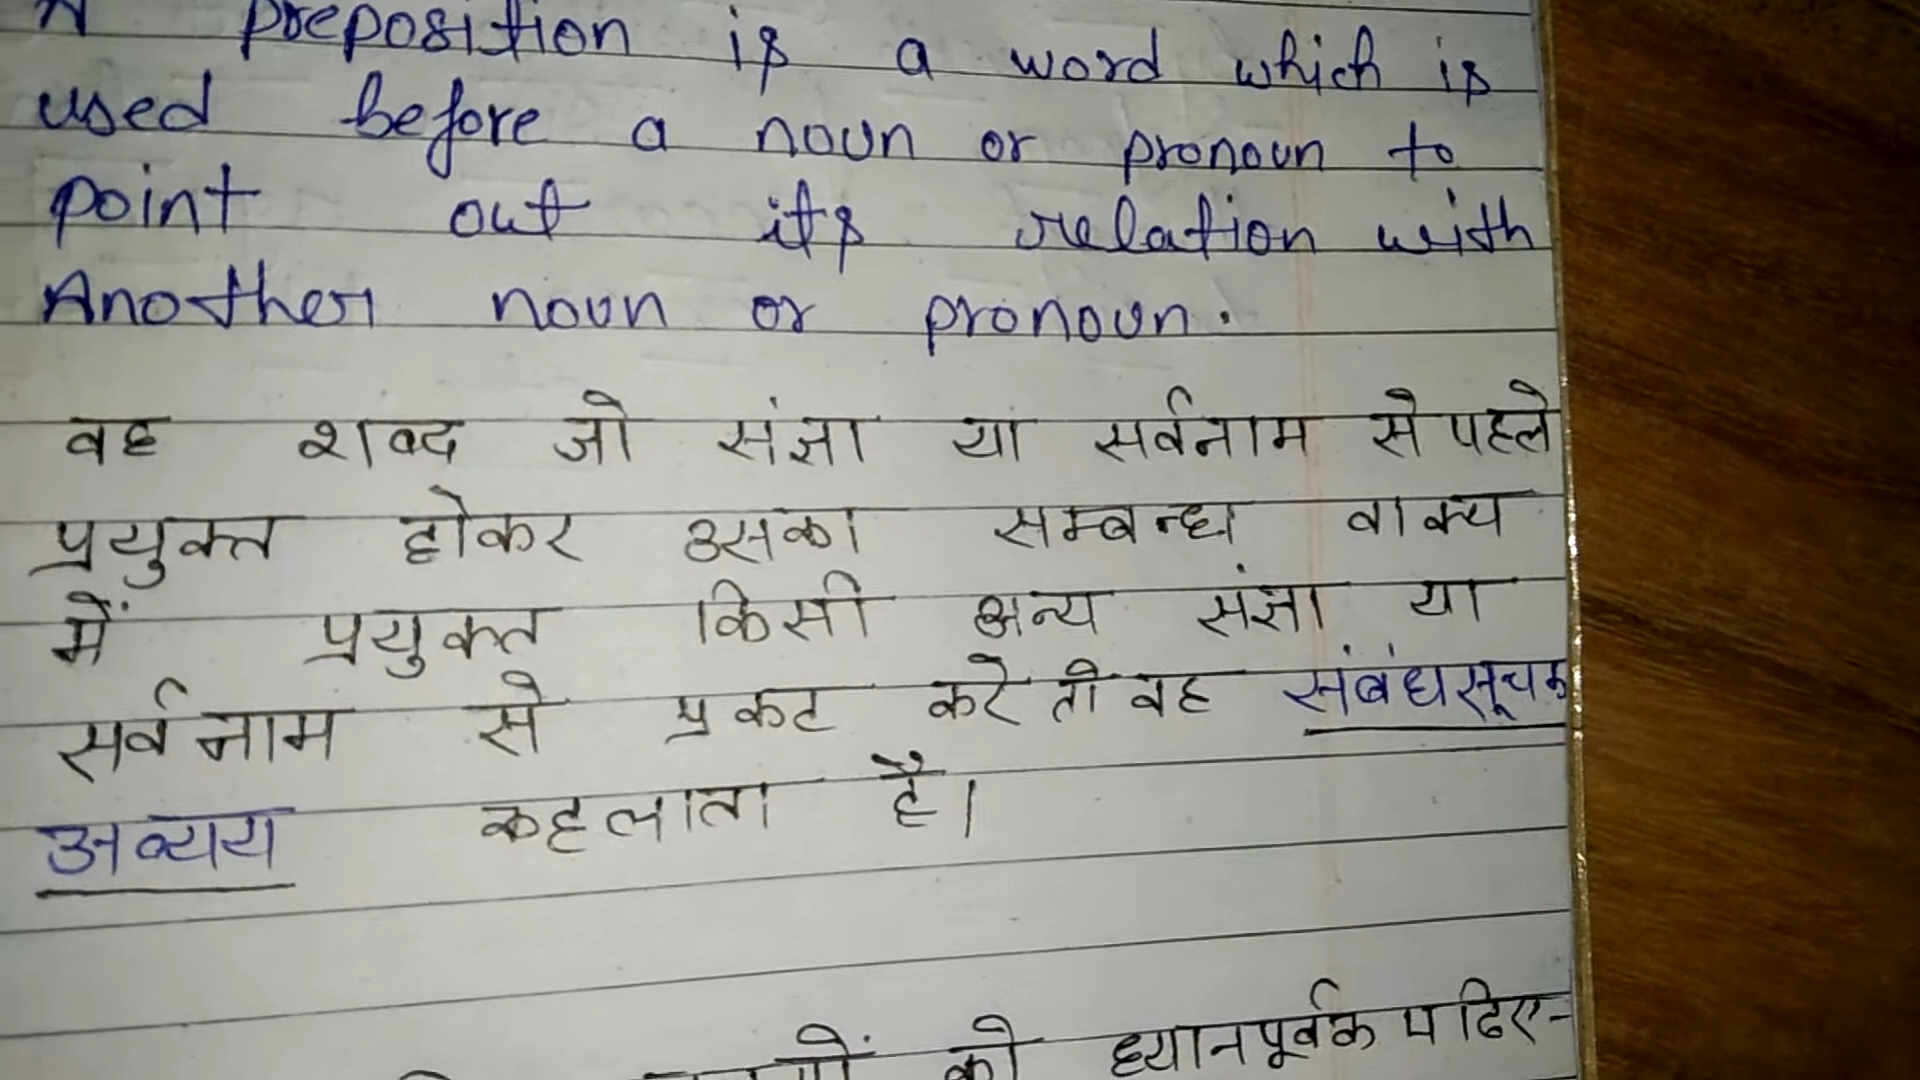 A preposition is a word which is
used before a noun or pronoun to
point out its relation with
Another noun or pronoun.
वह शब्द जो संज्ञा या सर्वनाम से पहले
प्रयुक्त होकर उसका सम्बन्ध वाक्य
में प्रयुक्त किसी अन्य संज्ञा या
सर्वनाम से प्रकट करे तो वह संबंधसूचक
अव्यय कहलाता है।
को ध्यानपूर्वक पढिए-